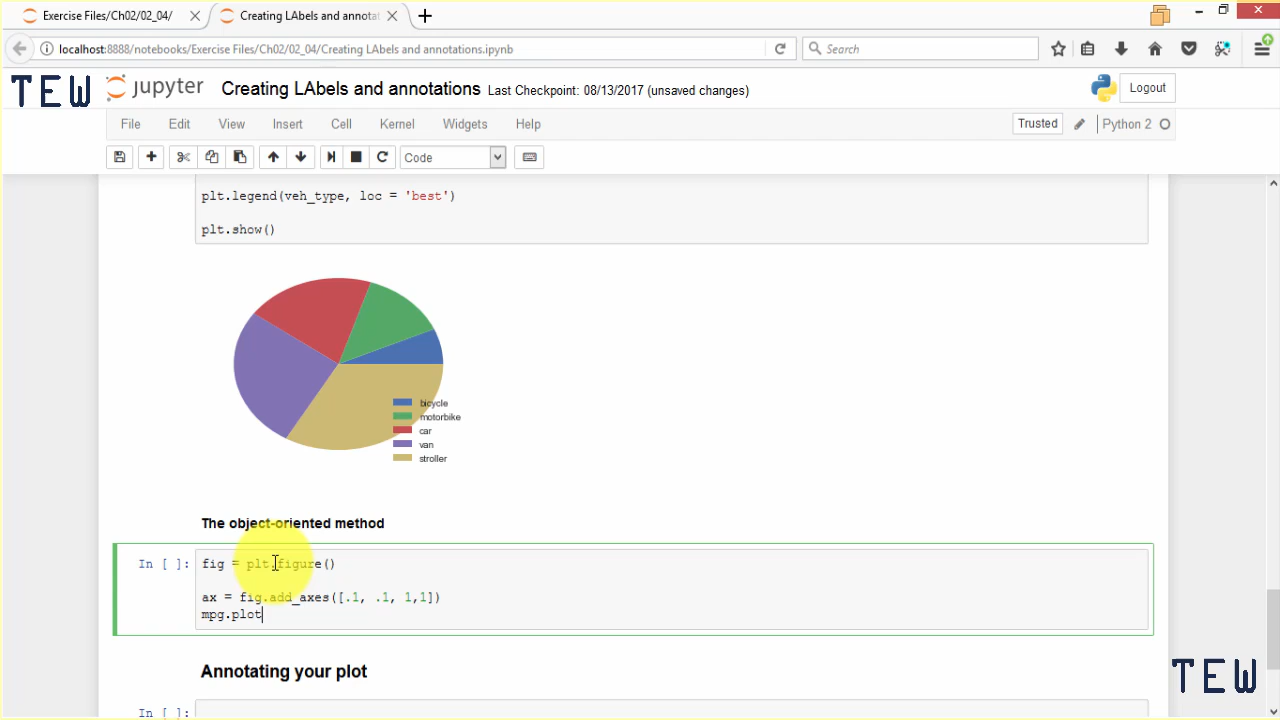 Exercise Files/Ch02/02_04/
Creating LAbels and annotat
localhost:8888/notebooks/Exercise Files/Ch02/02_04/Creating LAbels and annotations.ipynb
Search
TEW
jupyter
Creating LAbels and annotations
Last Checkpoint: 08/13/2017 (unsaved changes)
Logout
File Edit View Insert Cell Kernel Widgets Help
Trusted
Python 2
Code
plt.legend(veh_type, loc = 'best')
plt.show()
bicycle
motorbike
car
van
stroller
The object-oriented method
In [ ]:
fig = plt.figure()
ax = fig.add_axes([.1, .1, 1,1])
mpg.plot
Annotating your plot
In [ ]:
TEW